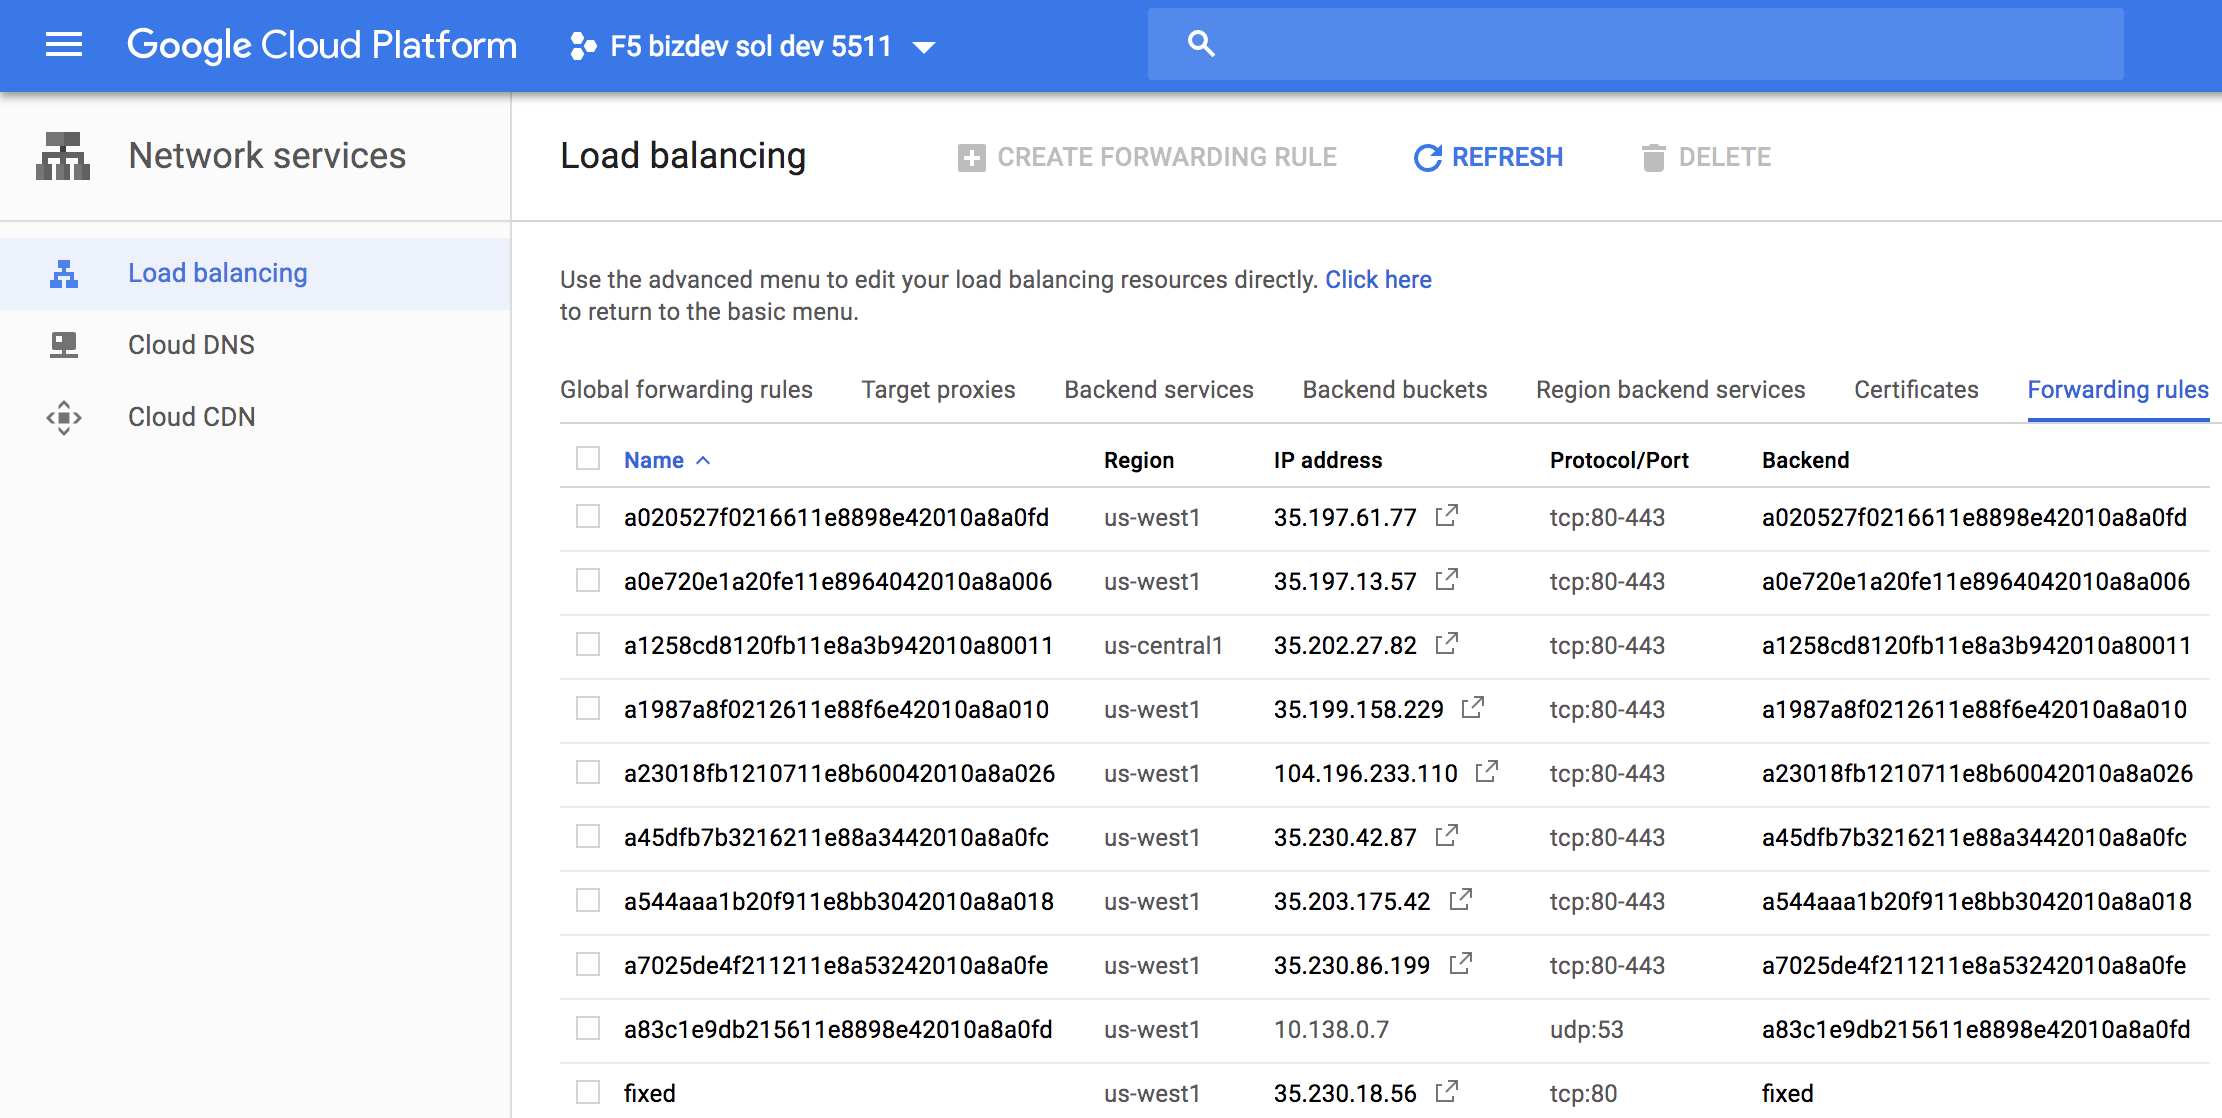 Google Cloud Platform F5 bizdev sol dev 5511
Network services
Load balancing CREATE FORWARDING RULE REFRESH DELETE
Load balancing
Cloud DNS
Cloud CDN
Use the advanced menu to edit your load balancing resources directly. Click here
to return to the basic menu.
Global forwarding rules Target proxies Backend services Backend buckets Region backend services Certificates Forwarding rules
Name Region IP address Protocol/Port Backend
a020527f0216611e8898e42010a8a0fd us-west1 35.197.61.77 tcp:80-443 a020527f0216611e8898e42010a8a0fd
a0e720e1a20fe11e8964042010a8a006 us-west1 35.197.13.57 tcp:80-443 a0e720e1a20fe11e8964042010a8a006
a1258cd8120fb11e8a3b942010a80011 us-central1 35.202.27.82 tcp:80-443 a1258cd8120fb11e8a3b942010a80011
a1987a8f0212611e88f6e42010a8a010 us-west1 35.199.158.229 tcp:80-443 a1987a8f0212611e88f6e42010a8a010
a23018fb1210711e8b60042010a8a026 us-west1 104.196.233.110 tcp:80-443 a23018fb1210711e8b60042010a8a026
a45dfb7b3216211e88a3442010a8a0fc us-west1 35.230.42.87 tcp:80-443 a45dfb7b3216211e88a3442010a8a0fc
a544aaa1b20f911e8bb3042010a8a018 us-west1 35.203.175.42 tcp:80-443 a544aaa1b20f911e8bb3042010a8a018
a7025de4f211211e8a53242010a8a0fe us-west1 35.230.86.199 tcp:80-443 a7025de4f211211e8a53242010a8a0fe
a83c1e9db215611e8898e42010a8a0fd us-west1 10.138.0.7 udp:53 a83c1e9db215611e8898e42010a8a0fd
fixed us-west1 35.230.18.56 tcp:80 fixed